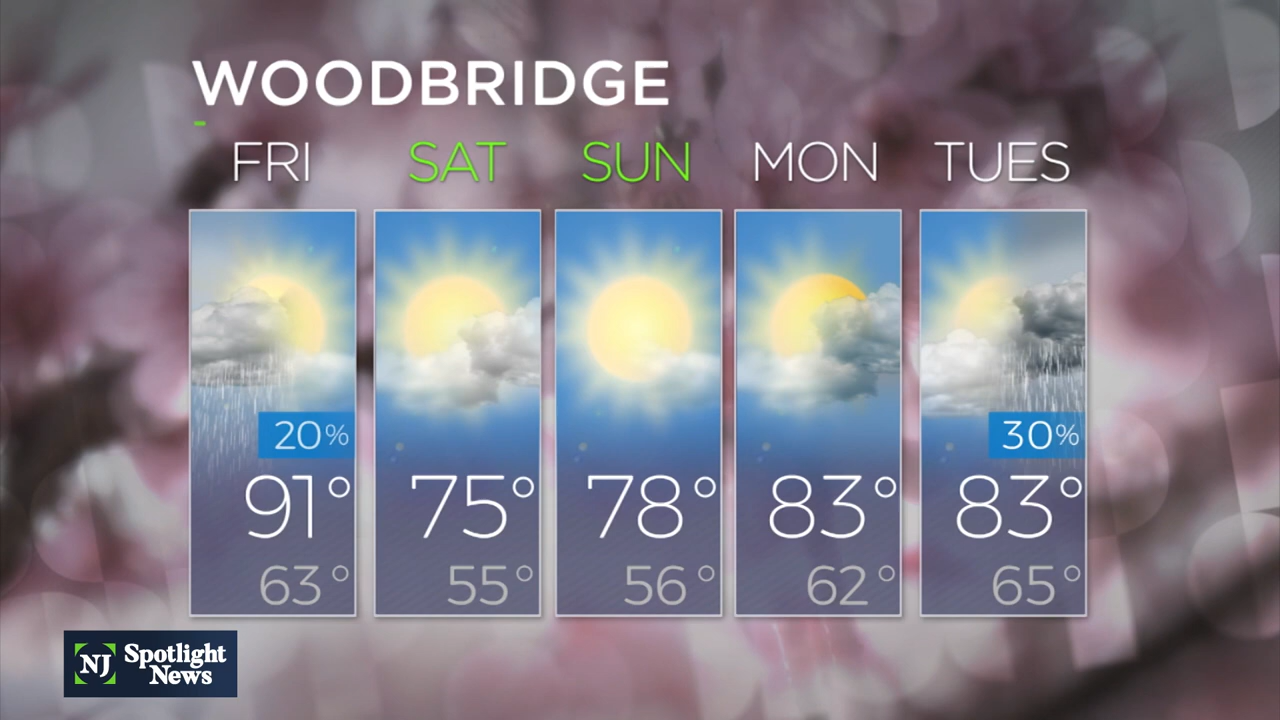 WOODBRIDGE
FRI SAT SUN MON TUES
20% 30%
91° 75° 78° 83° 83°
63° 55° 56° 62° 65°
NJ Spotlight
News